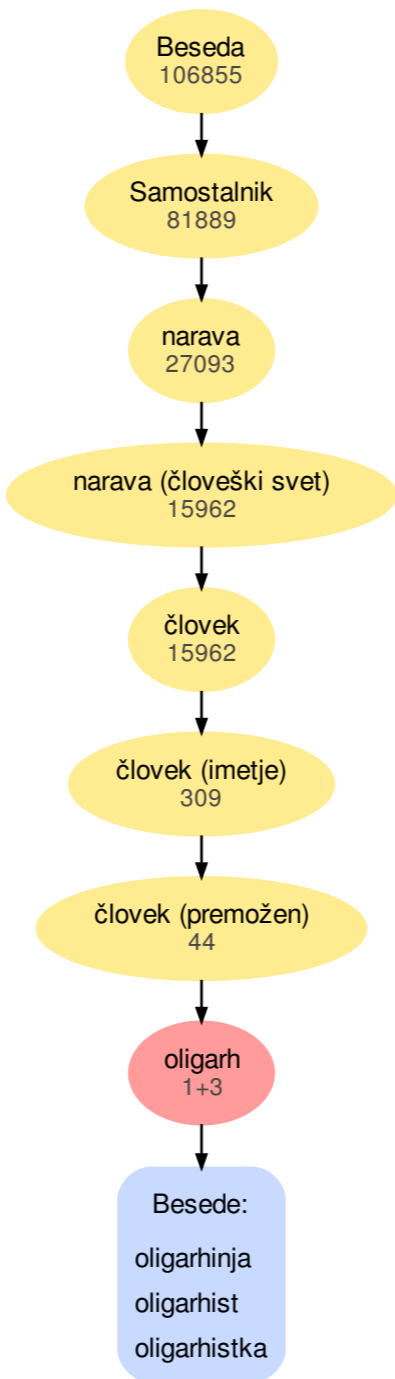 Beseda
106855
Samostalnik
81889
narava
27093
narava (človeški svet)
15962
človek
15962
človek (imetje)
309
človek (premožen)
44
oligarh
1+3
Besede:
oligarhinja
oligarhist
oligarhistka